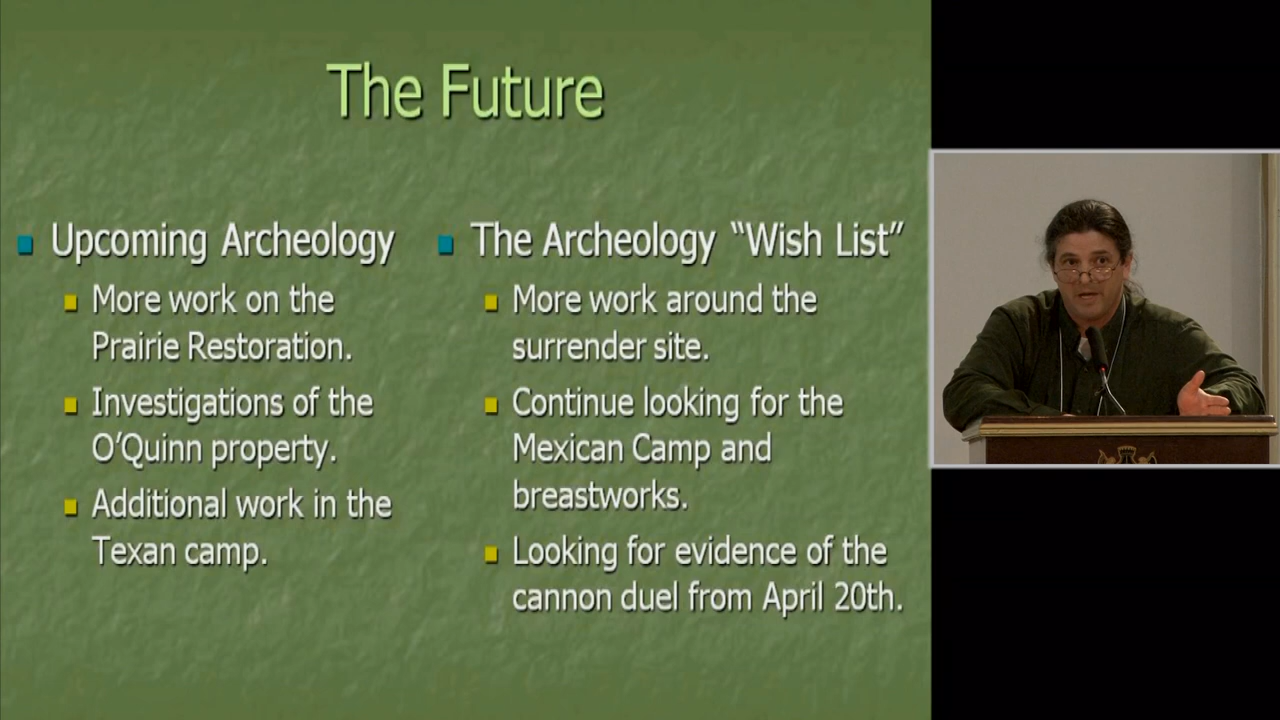 The Future
Upcoming Archeology
More work on the
Prairie Restoration.
Investigations of the
O'Quinn property.
Additional work in the
Texan camp.
The Archeology “Wish List”
More work around the
surrender site.
Continue looking for the
Mexican Camp and
breastworks.
Looking for evidence of the
cannon duel from April 20th.